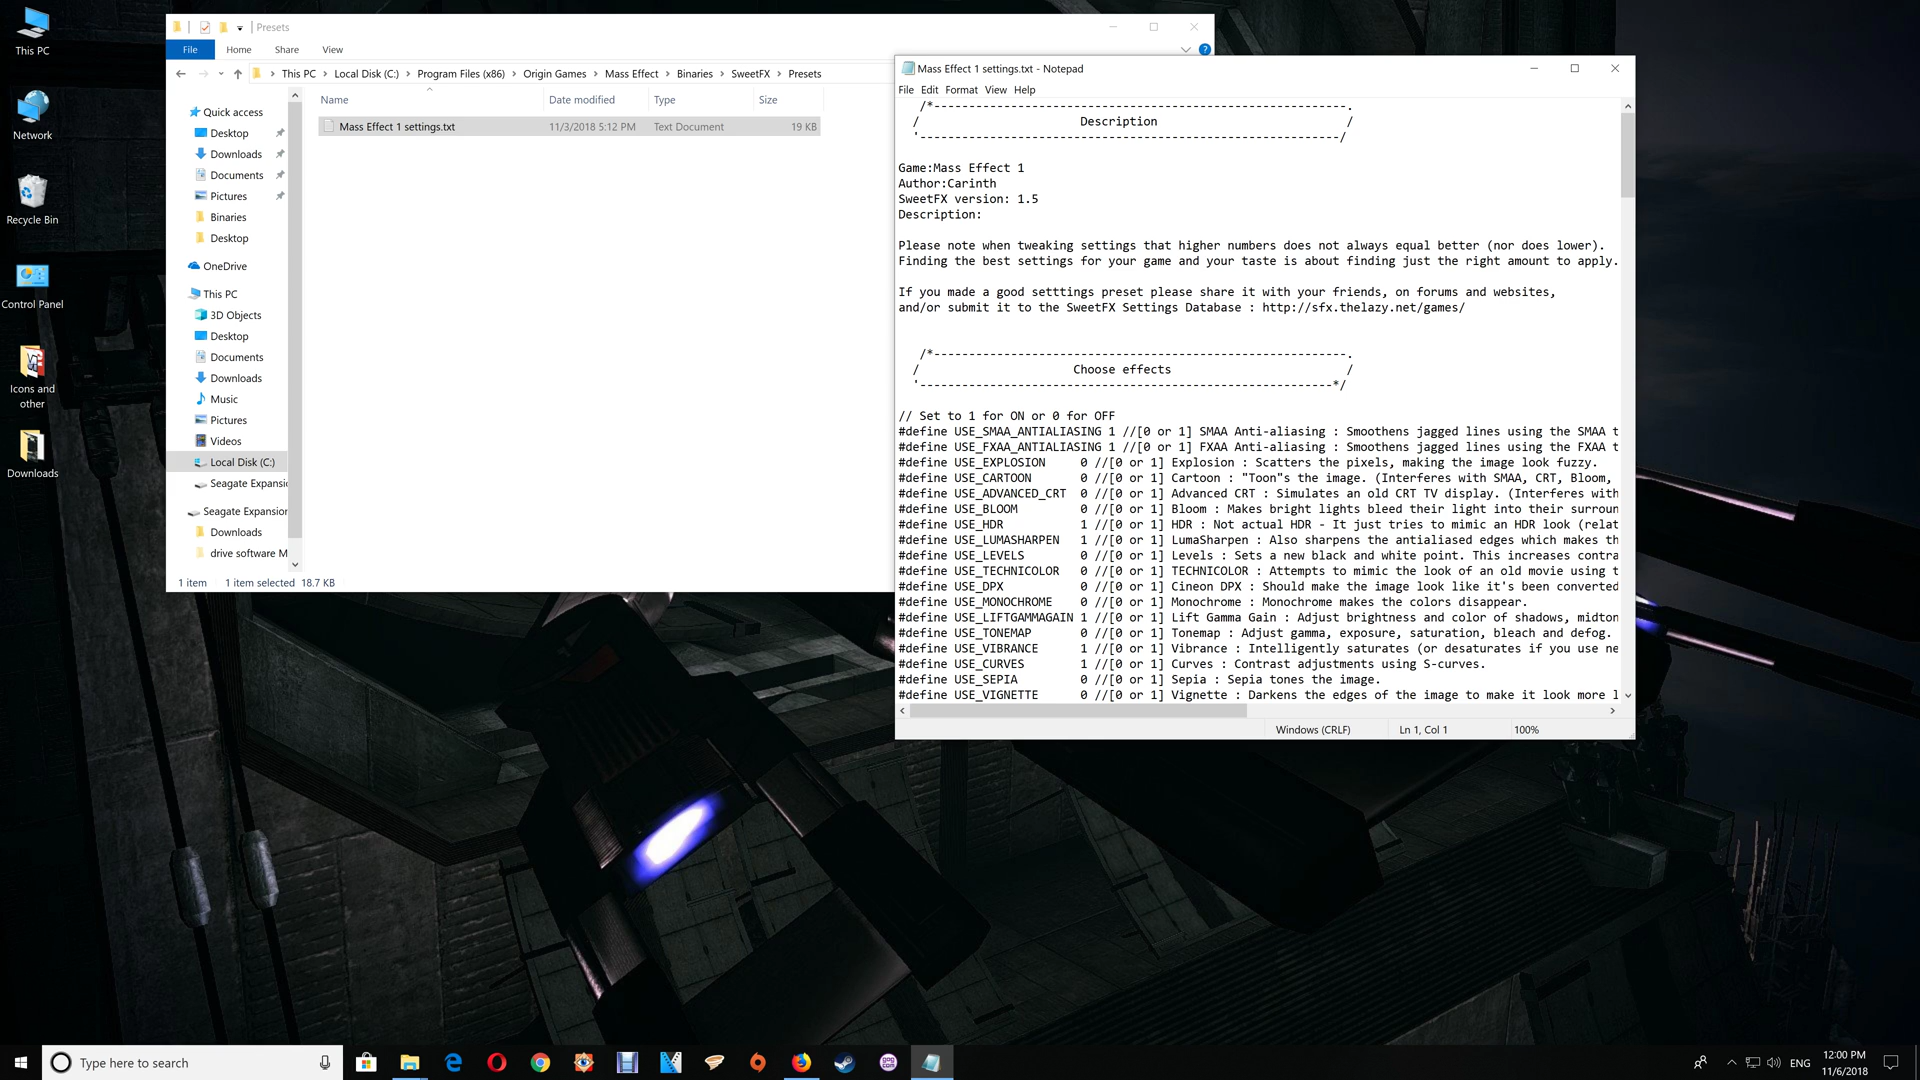 This PC
Network
Recycle Bin
Control Panel
Icons and
other
Downloads
Presets
File Home Share View
This PC Local Disk (C:) Program Files (x86) Origin Games Mass Effect Binaries SweetFX Presets
Name Date modified Type Size
Mass Effect 1 settings.txt 11/3/2018 5:12 PM Text Document 19 KB
Quick access
Desktop
Downloads
Documents
Pictures
Binaries
Desktop
OneDrive
This PC
3D Objects
Desktop
Documents
Downloads
Music
Pictures
Videos
Local Disk (C:)
Seagate Expansio
Seagate Expansion
Downloads
drive software M
1 item 1 item selected 18.7 KB
Mass Effect 1 settings.txt - Notepad
File Edit Format View Help
/*-----------------------------------------------------------.
/ Description /
'-----------------------------------------------------------/
Game:Mass Effect 1
Author:Carinth
SweetFX version: 1.5
Description:
Please note when tweaking settings that higher numbers does not always equal better (nor does lower).
Finding the best settings for your game and your taste is about finding just the right amount to apply.
If you made a good setttings preset please share it with your friends, on forums and websites,
and/or submit it to the SweetFX Settings Database : http://sfx.thelazy.net/games/
/*-----------------------------------------------------------.
/ Choose effects /
'-----------------------------------------------------------*/
// Set to 1 for ON or 0 for OFF
#define USE_SMAA_ANTIALIASING 1 //[0 or 1] SMAA Anti-aliasing : Smoothens jagged lines using the SMAA t
#define USE_FXAA_ANTIALIASING 1 //[0 or 1] FXAA Anti-aliasing : Smoothens jagged lines using the FXAA t
#define USE_EXPLOSION 0 //[0 or 1] Explosion : Scatters the pixels, making the image look fuzzy.
#define USE_CARTOON 0 //[0 or 1] Cartoon : "Toon"s the image. (Interferes with SMAA, CRT, Bloom,
#define USE_ADVANCED_CRT 0 //[0 or 1] Advanced CRT : Simulates an old CRT TV display. (Interferes with
#define USE_BLOOM 0 //[0 or 1] Bloom : Makes bright lights bleed their light into their surroun
#define USE_HDR 1 //[0 or 1] HDR : Not actual HDR - It just tries to mimic an HDR look (relat
#define USE_LUMASHARPEN 1 //[0 or 1] LumaSharpen : Also sharpens the antialiased edges which makes th
#define USE_LEVELS 0 //[0 or 1] Levels : Sets a new black and white point. This increases contra
#define USE_TECHNICOLOR 0 //[0 or 1] TECHNICOLOR : Attempts to mimic the look of an old movie using t
#define USE_DPX 0 //[0 or 1] Cineon DPX : Should make the image look like it's been converted
#define USE_MONOCHROME 0 //[0 or 1] Monochrome : Monochrome makes the colors disappear.
#define USE_LIFTGAMMAGAIN 1 //[0 or 1] Lift Gamma Gain : Adjust brightness and color of shadows, midton
#define USE_TONEMAP 0 //[0 or 1] Tonemap : Adjust gamma, exposure, saturation, bleach and defog.
#define USE_VIBRANCE 1 //[0 or 1] Vibrance : Intelligently saturates (or desaturates if you use ne
#define USE_CURVES 1 //[0 or 1] Curves : Contrast adjustments using S-curves.
#define USE_SEPIA 0 //[0 or 1] Sepia : Sepia tones the image.
#define USE_VIGNETTE 0 //[0 or 1] Vignette : Darkens the edges of the image to make it look more l
Windows (CRLF) Ln 1, Col 1 100%
Type here to search
ENG
12:00 PM
11/6/2018